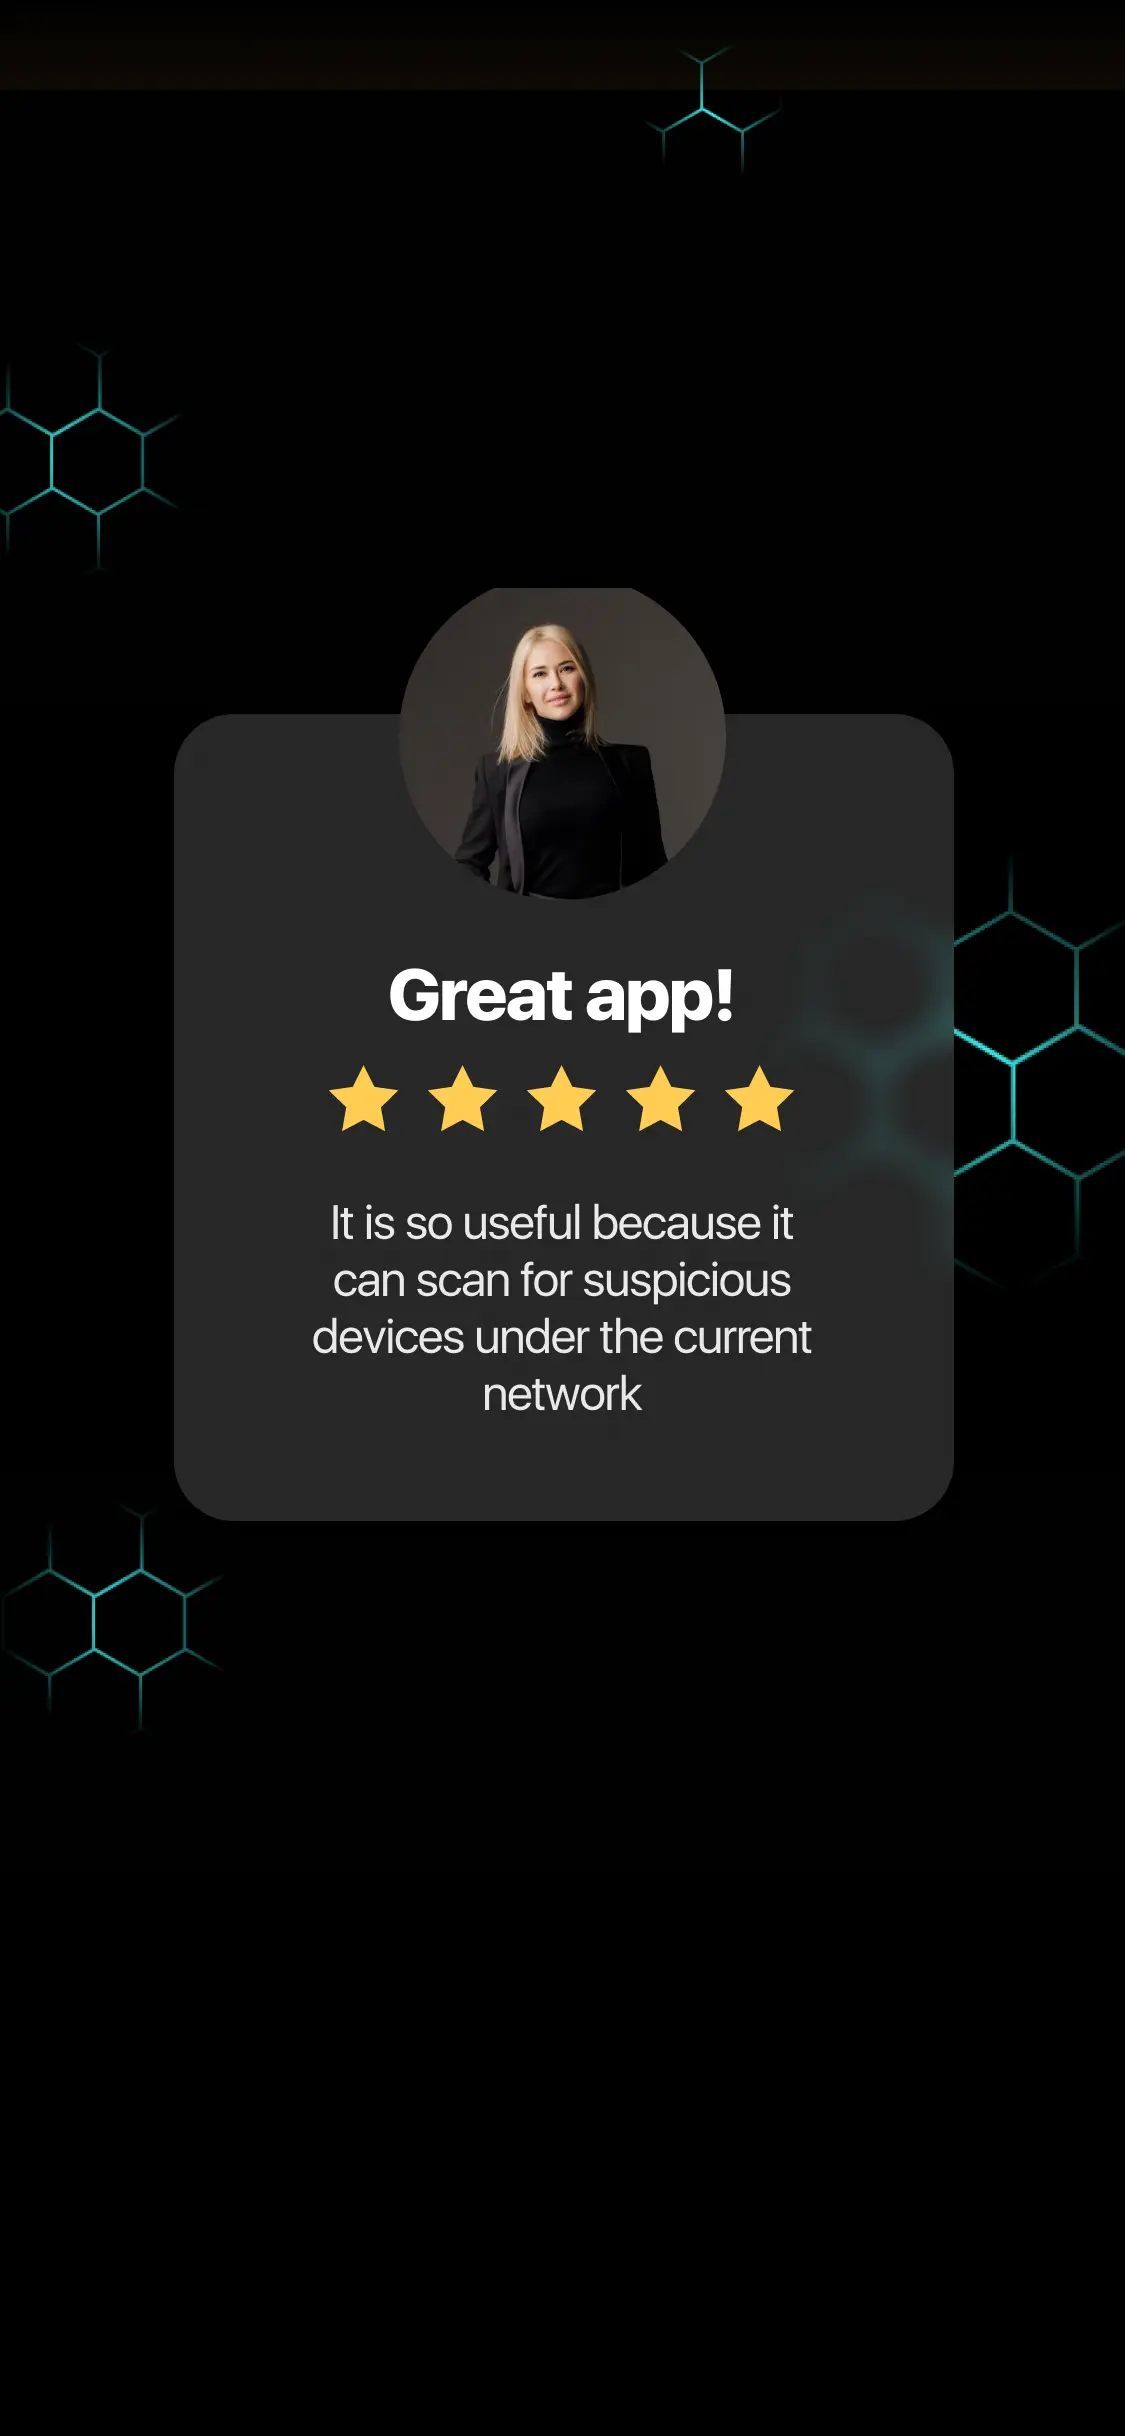 Great app!
It is so useful because it
can scan for suspicious
devices under the current
network